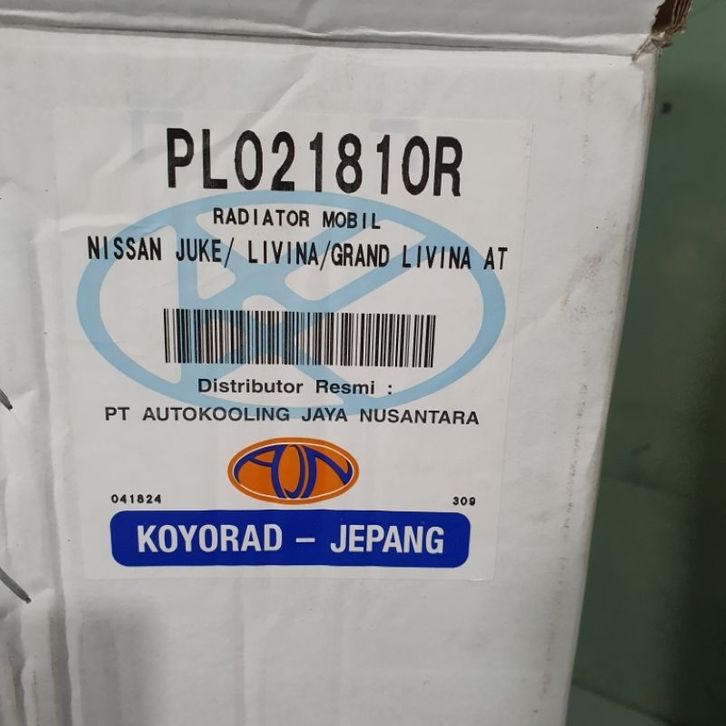 PL021810R
RADIATOR MOBIL
NISSAN JUKE/ LIVINA/GRAND LIVINA AT
Distributor Resmi :
PT AUTOKOOLING JAYA NUSANTARA
AJN
041824 309
KOYORAD – JEPANG